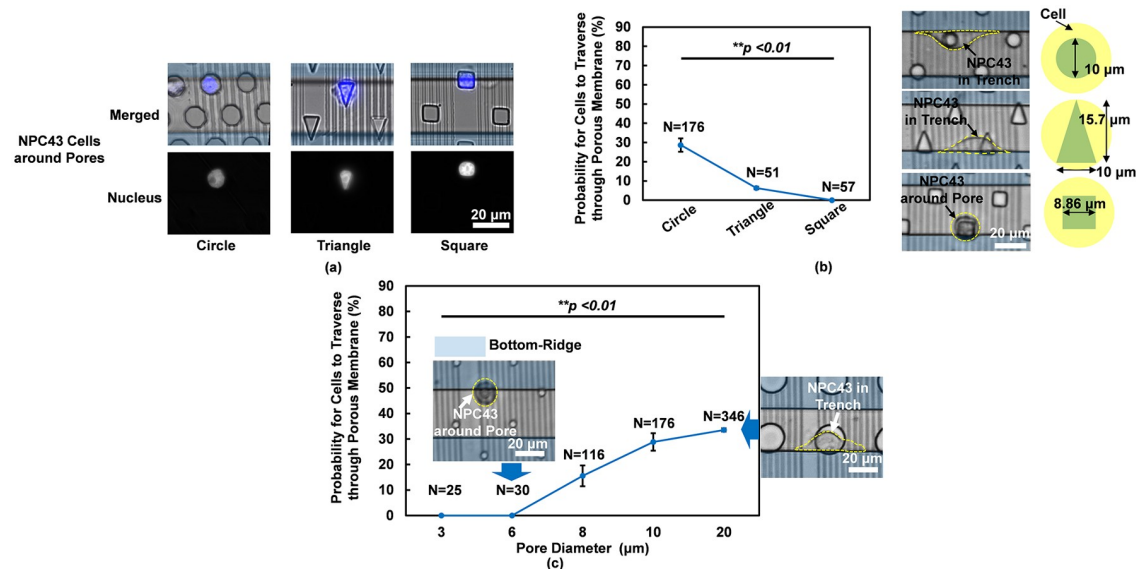 NPC43 Cells
around Pores
Merged
Nucleus
20 µm
Circle
Triangle
Square
(a)
Probability for Cells to Traverse
through Porous Membrane (%)
90
80
70
60
50
40
30
20
10
0
**p <0.01
N=176
N=51
N=57
Circle
Triangle
Square
(b)
NPC43
in Trench
NPC43
in Trench
NPC43
around Pore
20 µm
Cell
10 µm
15.7 µm
10 µm
8.86 µm
Probability for Cells to Traverse
through Porous Membrane (%)
90
80
70
60
50
40
30
20
10
0
**p <0.01
Bottom-Ridge
NPC43
around Pore
20 µm
N=25
N=30
N=116
N=176
N=346
NPC43 in
Trench
20 µm
3
6
8
10
20
Pore Diameter (µm)
(c)